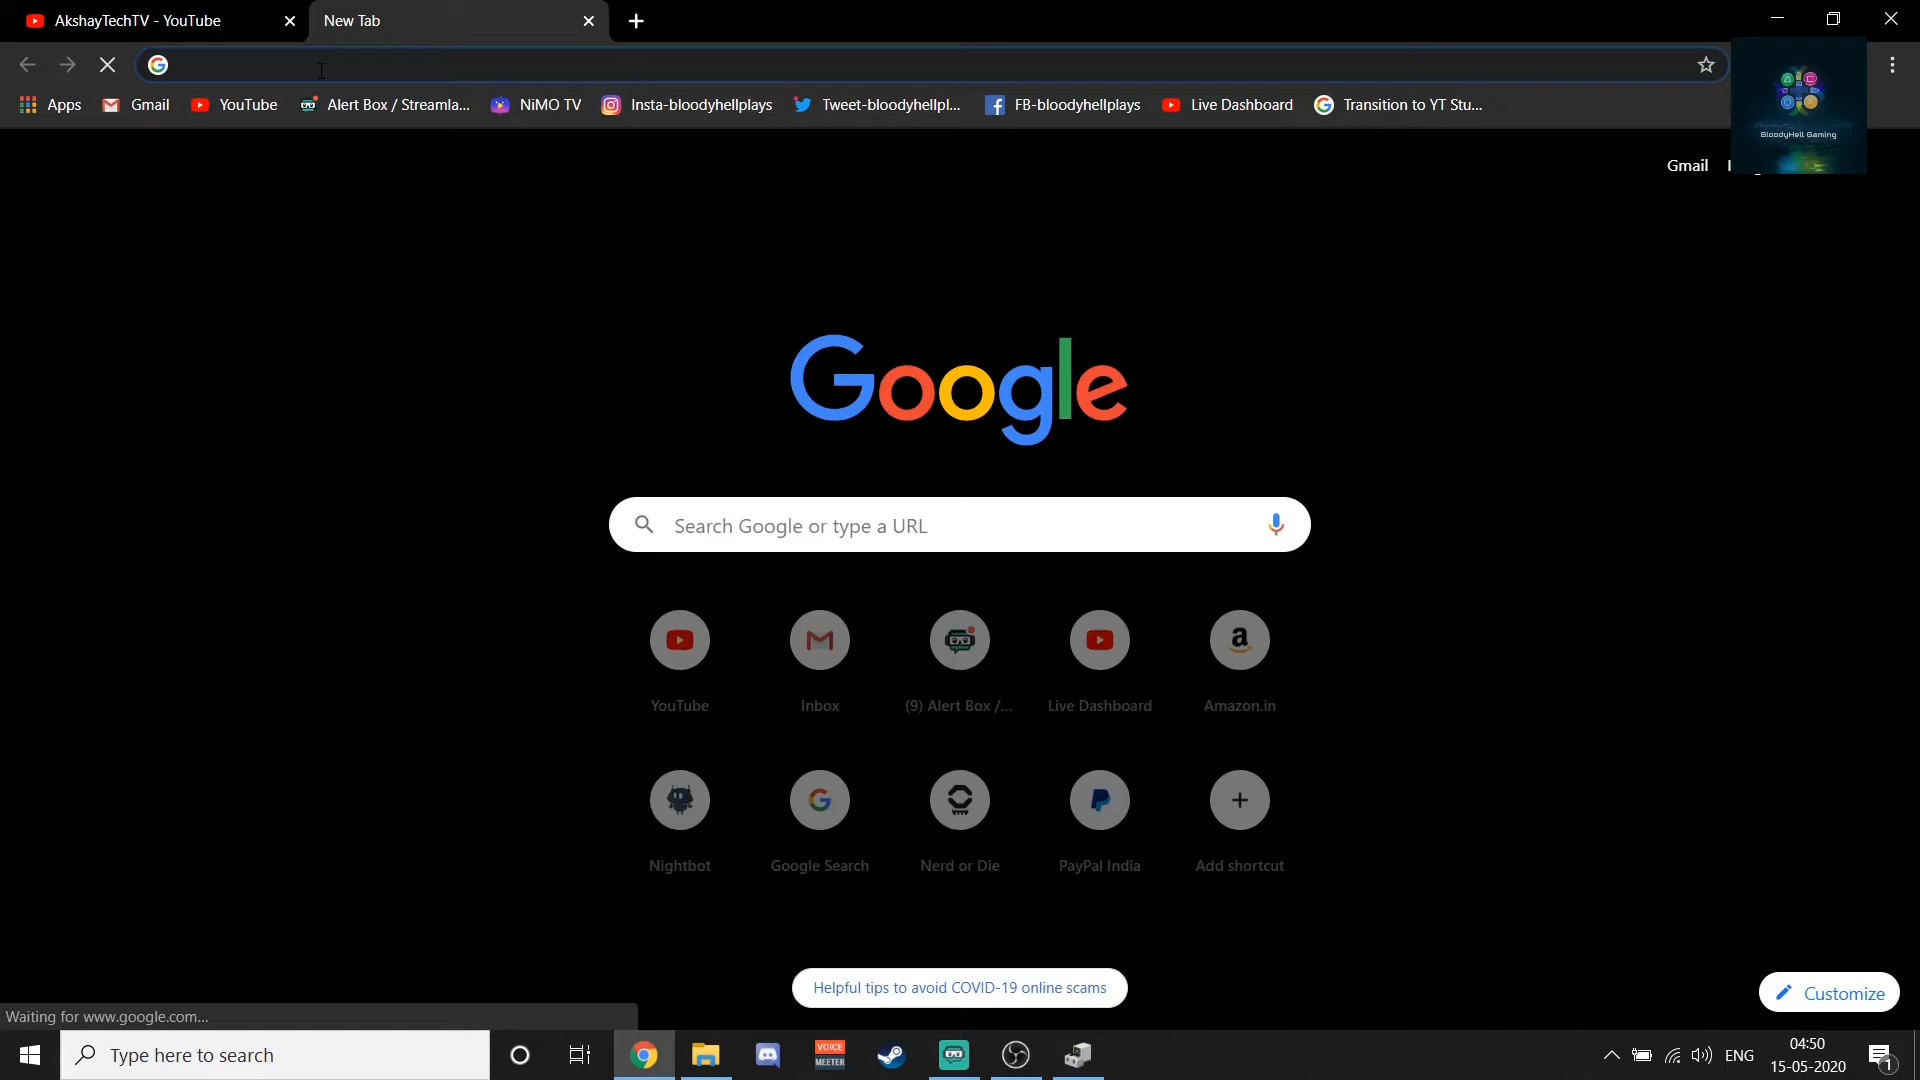 AkshayTechTV - YouTube
New Tab
Apps
Gmail
YouTube
Alert Box / Streamla...
NiMO TV
Insta-bloodyhellplays
Tweet-bloodyhellpl...
FB-bloodyhellplays
Live Dashboard
Transition to YT Stu...
BloodyHell Gaming
Gmail
Google
Search Google or type a URL
YouTube
Inbox
(9) Alert Box /...
Live Dashboard
Amazon.in
Nightbot
Google Search
Nerd or Die
PayPal India
Add shortcut
Helpful tips to avoid COVID-19 online scams
Customize
Waiting for www.google.com...
Type here to search
VOICE
MEETER
ENG
04:50
15-05-2020
1